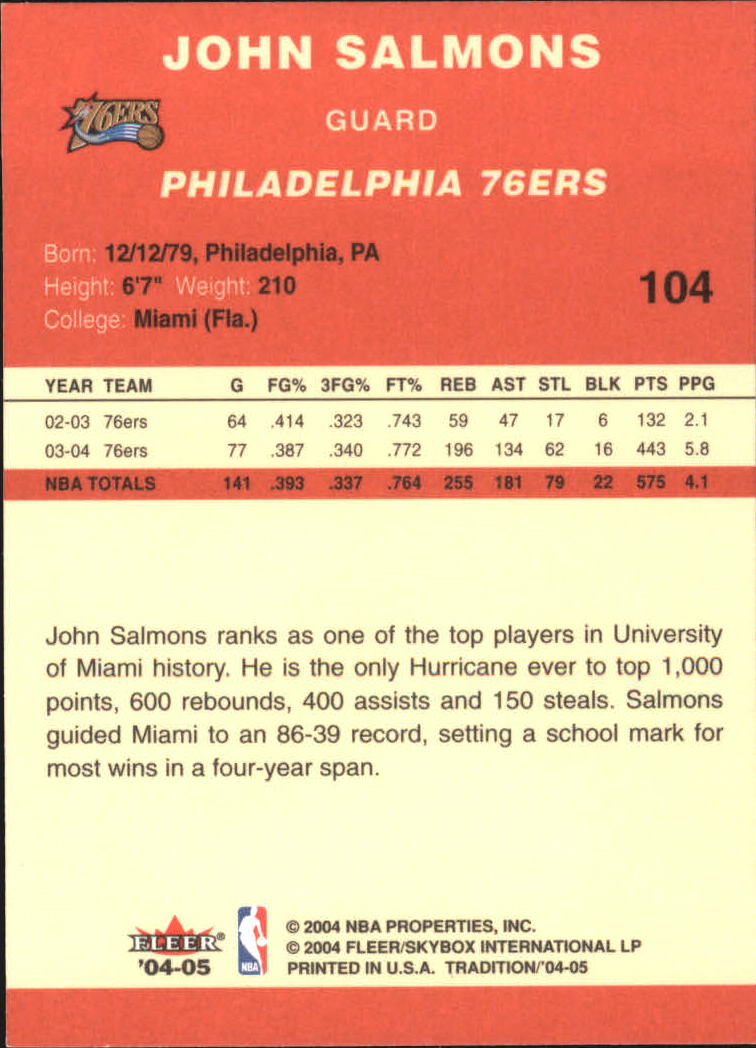 JOHN SALMONS
76ERS
GUARD
PHILADELPHIA 76ERS
Born: 12/12/79, Philadelphia, PA
Height: 6'7" Weight: 210
104
College: Miami (Fla.)
YEAR TEAM G FG% 3FG% FT% REB AST STL BLK PTS PPG
02-03 76ers 64 .414 .323 .743 59 47 17 6 132 2.1
03-04 76ers 77 .387 .340 .772 196 134 62 16 443 5.8
NBA TOTALS 141 .393 .337 .764 255 181 79 22 575 4.1
John Salmons ranks as one of the top players in University
of Miami history. He is the only Hurricane ever to top 1,000
points, 600 rebounds, 400 assists and 150 steals. Salmons
guided Miami to an 86-39 record, setting a school mark for
most wins in a four-year span.
FLEER®
'04-05
NBA
© 2004 NBA PROPERTIES, INC.
© 2004 FLEER/SKYBOX INTERNATIONAL LP
PRINTED IN U.S.A. TRADITION/'04-05